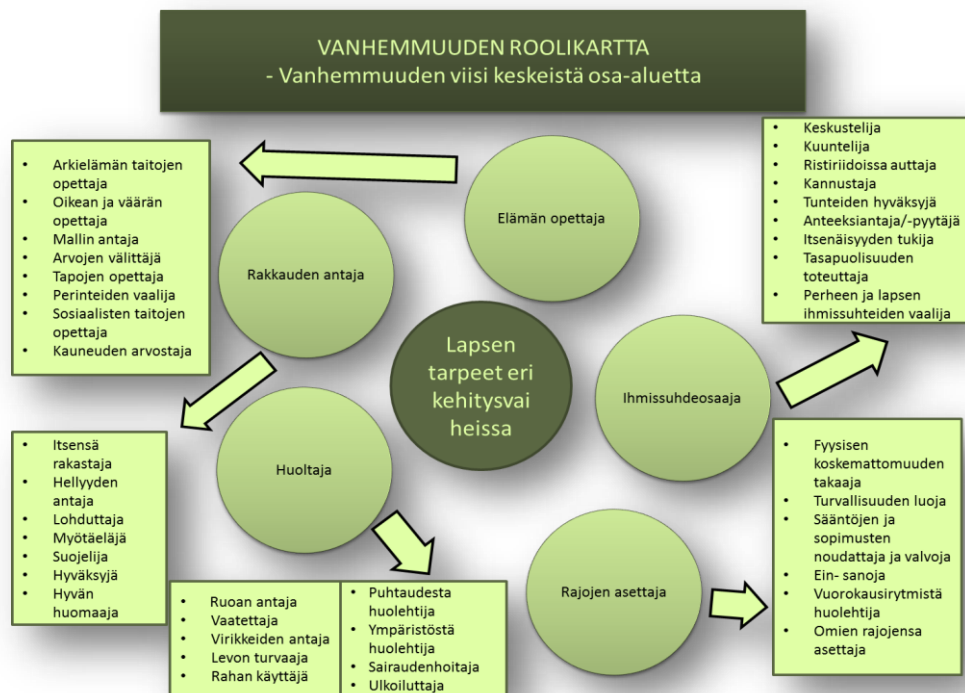 VANHEMMUUDEN ROOLIKARTTA
- Vanhemmuuden viisi keskeistä osa-aluetta
• Arkielämän taitojen
opettaja
• Oikean ja väärän
opettaja
• Mallin antaja
• Arvojen välittäjä
• Tapojen opettaja
• Perinteiden vaalija
• Sosiaalisten taitojen
opettaja
• Kauneuden arvostaja
Elämän opettaja
• Keskustelija
• Kuuntelija
• Ristiriidoissa auttaja
• Kannustaja
• Tunteiden hyväksyjä
• Anteeksiantaja/-pyytäjä
• Itsenäisyyden tukija
• Tasapuolisuuden
toteuttaja
• Perheen ja lapsen
ihmissuhteiden vaalija
Rakkauden antaja
Lapsen
tarpeet eri
kehitysvai
heissa
Ihmissuhdeosaaja
• Itsensä
rakastaja
• Hellyyden
antaja
• Lohduttaja
• Myötäeläjä
• Suojelija
• Hyväksyjä
• Hyvän
huomaaja
Huoltaja
• Fyysisen
koskemattomuuden
takaaja
• Turvallisuuden luoja
• Sääntöjen ja
sopimusten
noudattaja ja valvoja
• Ein- sanoja
• Vuorokausirytmistä
huolehtija
• Omien rajojensa
asettaja
Rajojen asettaja
• Ruoan antaja
• Vaatettaja
• Virikkeiden antaja
• Levon turvaaja
• Rahan käyttäjä
• Puhtaudesta
huolehtija
• Ympäristöstä
huolehtija
• Sairaudenhoitaja
• Ulkoiluttaja